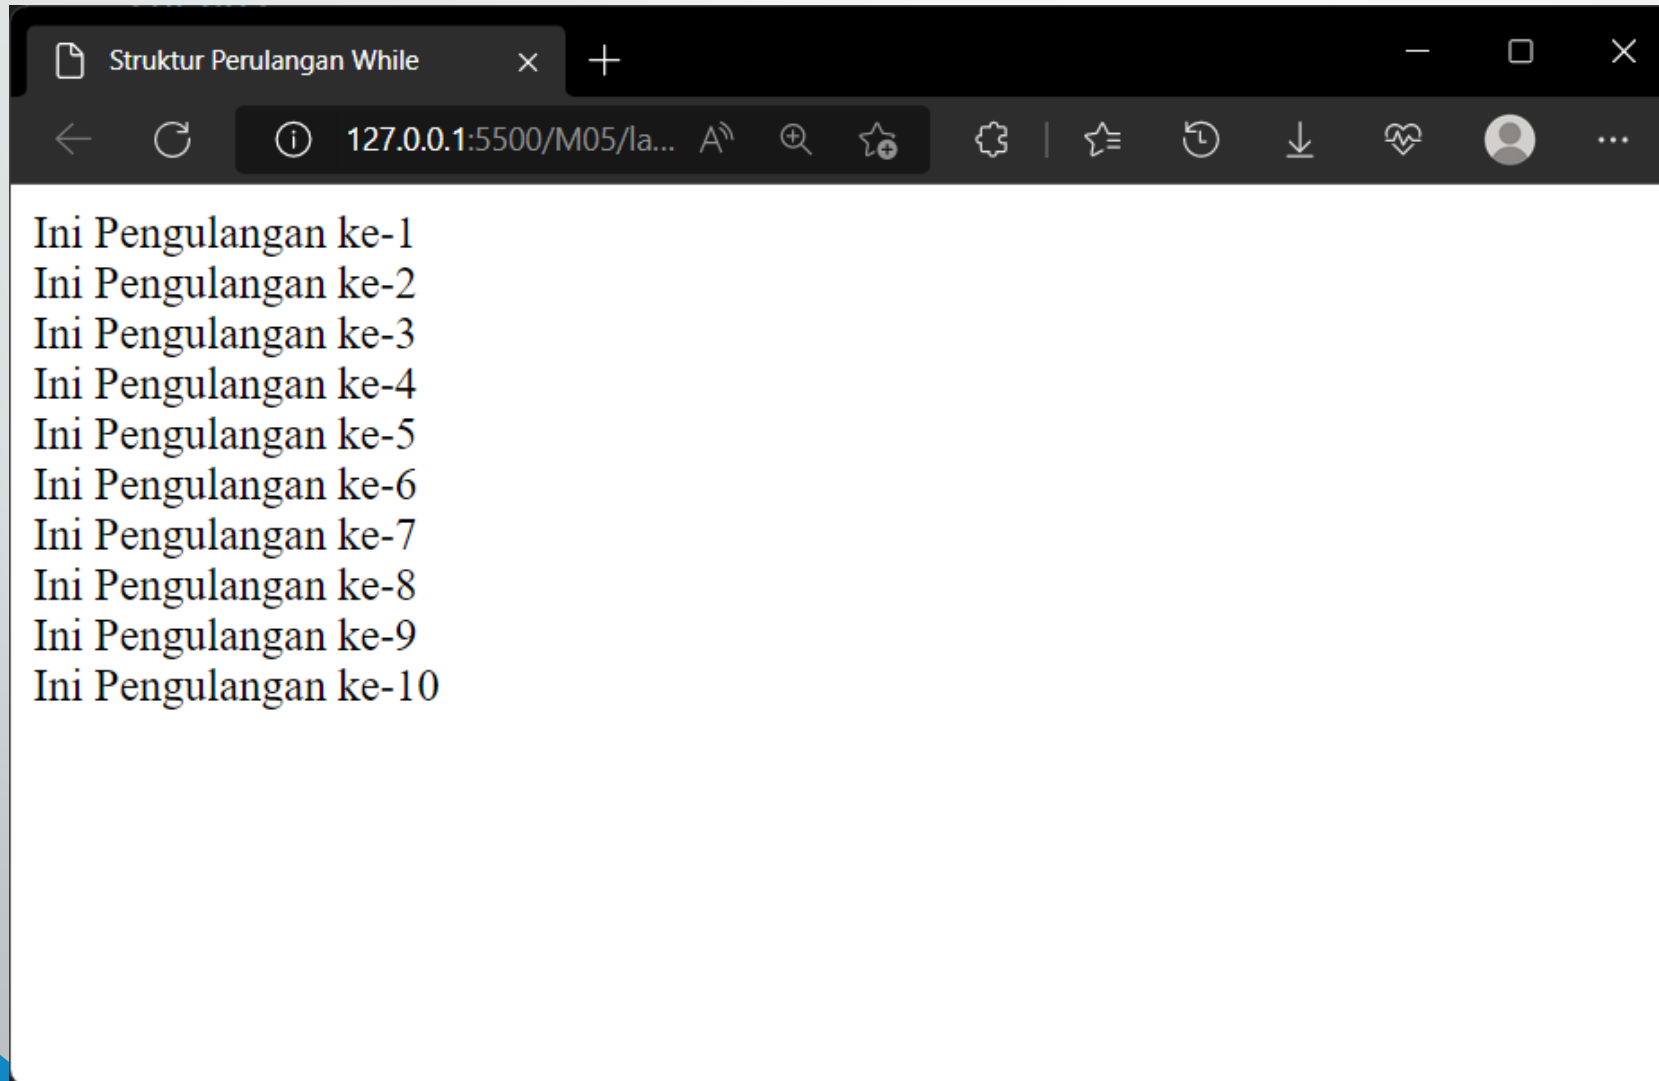 Struktur Perulangan While
127.0.0.1:5500/M05/la...
Ini Pengulangan ke-1
Ini Pengulangan ke-2
Ini Pengulangan ke-3
Ini Pengulangan ke-4
Ini Pengulangan ke-5
Ini Pengulangan ke-6
Ini Pengulangan ke-7
Ini Pengulangan ke-8
Ini Pengulangan ke-9
Ini Pengulangan ke-10